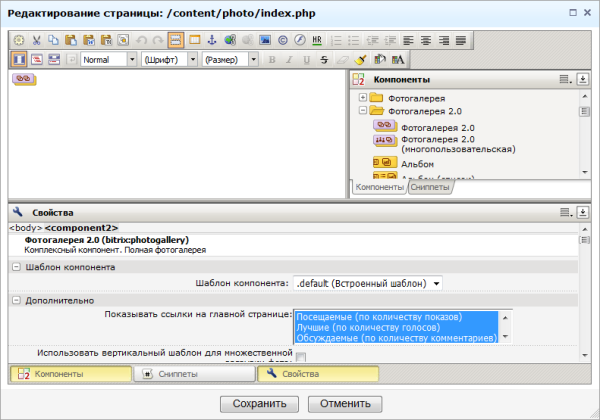 Редактирование страницы: /content/photo/index.php
HR
Normal
(Шрифт)
(Размер)
B I U S
Компоненты
Фотогалерея
Фотогалерея 2.0
Фотогалерея 2.0
Фотогалерея 2.0
(многопользовательская)
Альбом
Альбом (список)
Компоненты Сниппеты
Свойства
<body> <component2>
Фотогалерея 2.0 (bitrix:photogallery)
Комплексный компонент. Полная фотогалерея
Шаблон компонента
Шаблон компонента: .default (Встроенный шаблон)
Дополнительно
Показывать ссылки на главной странице: Посещаемые (по количеству показов)
Лучшие (по количеству голосов)
Обсуждаемые (по количеству комментариев)
Использовать вертикальный шаблон для множественной
Компоненты Сниппеты Свойства
Сохранить Отменить